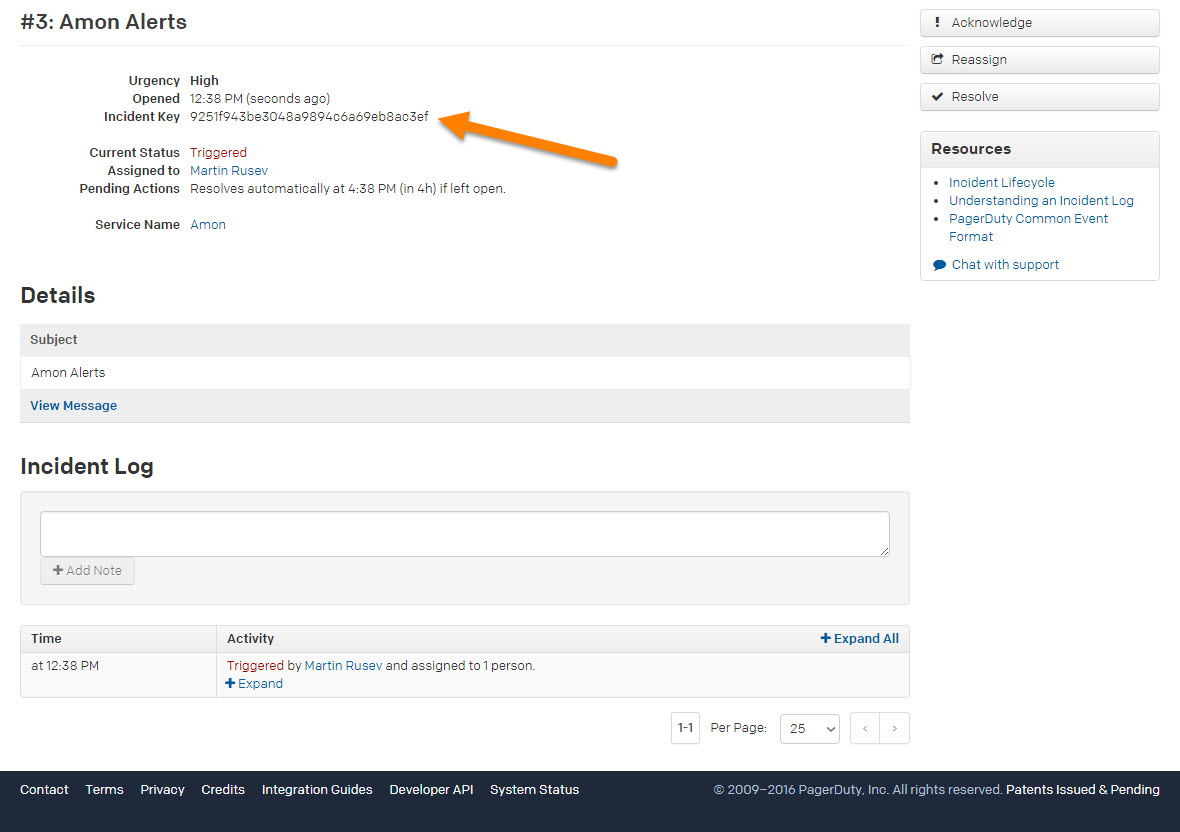 #3: Amon Alerts
Urgency High
Opened 12:38 PM (seconds ago)
Incident Key 9251f943be3048a9894c6a69eb8ac3ef
Current Status Triggered
Assigned to Martin Rusev
Pending Actions Resolves automatically at 4:38 PM (in 4h) if left open.
Service Name Amon
Acknowledge
Reassign
Resolve
Resources
Incident Lifecycle
Understanding an Incident Log
PagerDuty Common Event
Format
Chat with support
Details
Subject
Amon Alerts
View Message
Incident Log
Add Note
Time Activity Expand All
at 12:38 PM Triggered by Martin Rusev and assigned to 1 person.
Expand
1-1 Per Page: 25 ‹ ›
Contact Terms Privacy Credits Integration Guides Developer API System Status © 2009–2016 PagerDuty, Inc. All rights reserved. Patents Issued & Pending